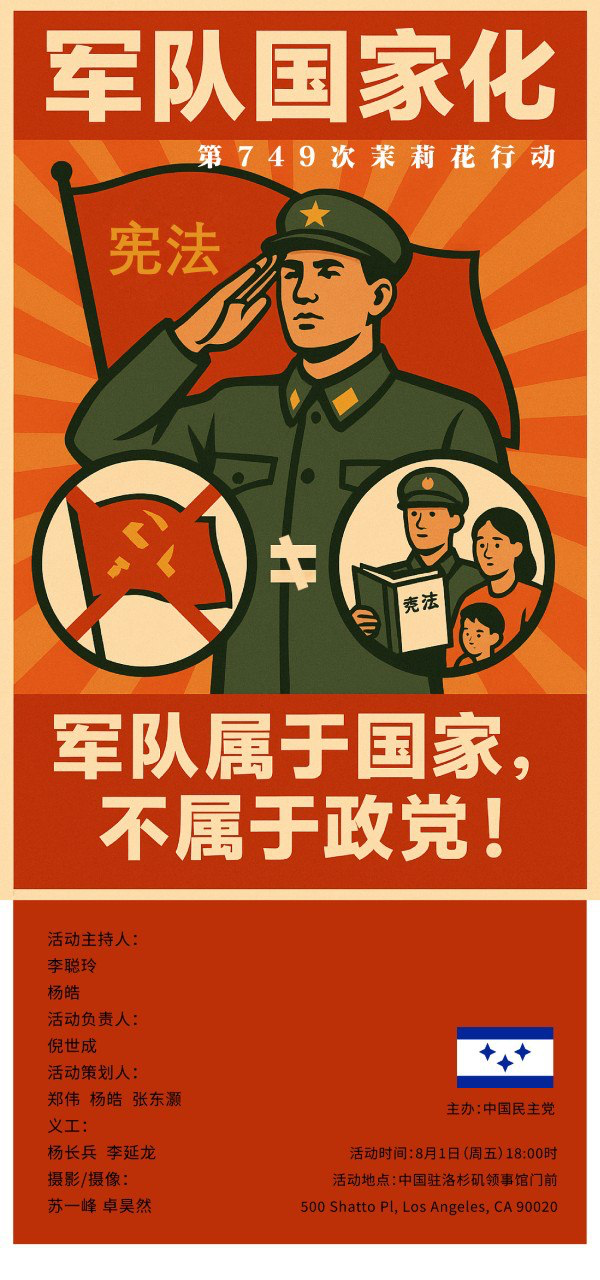 军队国家化
第749次茉莉花行动
宪法
宪法
军队属于国家，
不属于政党！
活动主持人：
李聪玲
杨皓
活动负责人：
倪世成
活动策划人：
郑伟 杨皓 张东灏
义工：
杨长兵 李延龙
摄影/摄像：
苏一峰 卓昊然
主办：中国民主党
活动时间：8月1日（周五）18:00时
活动地点：中国驻洛杉矶领事馆门前
500 Shatto Pl, Los Angeles, CA 90020